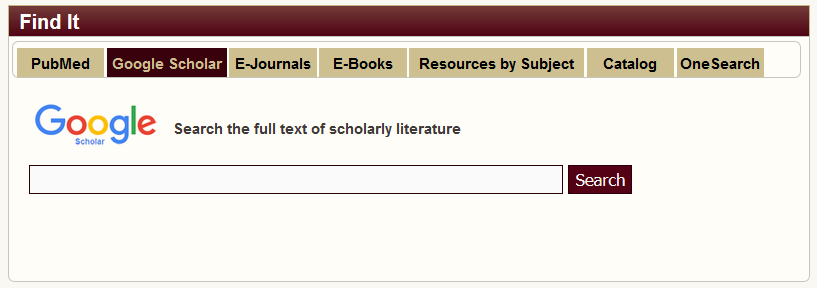 Find It
PubMed Google Scholar E-Journals E-Books Resources by Subject Catalog OneSearch
Google
Scholar
Search the full text of scholarly literature
Search